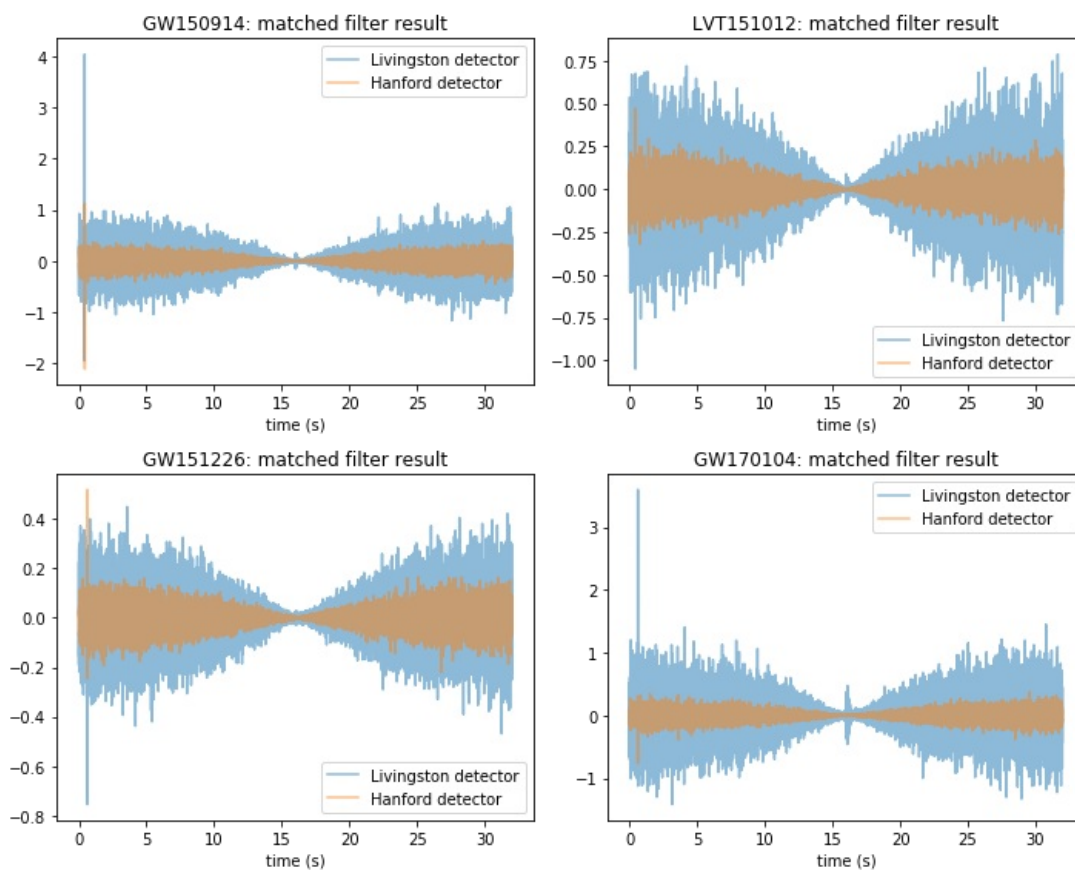 GW150914: matched filter result
4
3
2
1
0
−1
−2
Livingston detector
Hanford detector
0 5 10 15 20 25 30
time (s)
LVT151012: matched filter result
0.75
0.50
0.25
0.00
−0.25
−0.50
−0.75
−1.00
Livingston detector
Hanford detector
0 5 10 15 20 25 30
time (s)
GW151226: matched filter result
0.4
0.2
0.0
−0.2
−0.4
−0.6
−0.8
Livingston detector
Hanford detector
0 5 10 15 20 25 30
time (s)
GW170104: matched filter result
3
2
1
0
−1
Livingston detector
Hanford detector
0 5 10 15 20 25 30
time (s)